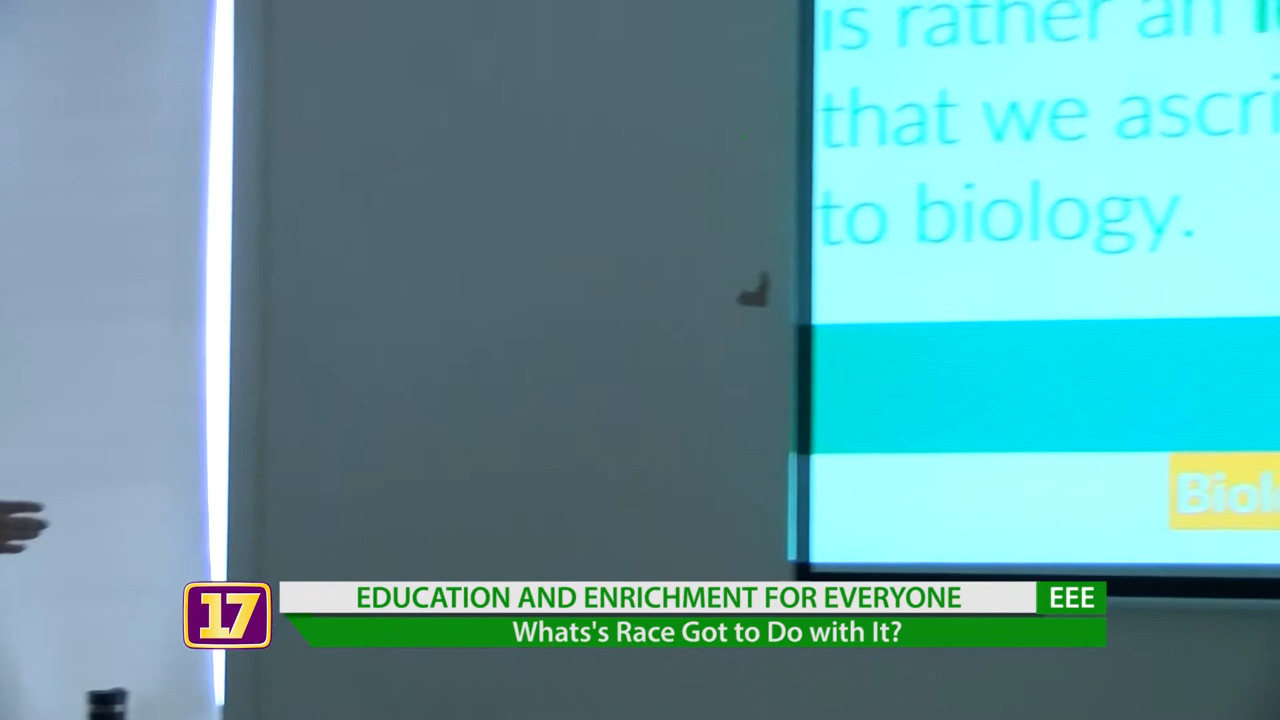 is rather an
that we ascri
to biology.
Biol
17
EDUCATION AND ENRICHMENT FOR EVERYONE
EEE
Whats's Race Got to Do with It?